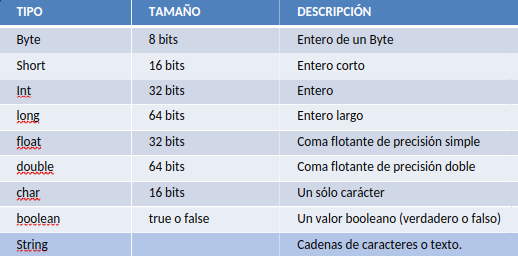 TIPO TAMAÑO DESCRIPCIÓN
Byte 8 bits Entero de un Byte
Short 16 bits Entero corto
Int 32 bits Entero
long 64 bits Entero largo
float 32 bits Coma flotante de precisión simple
double 64 bits Coma flotante de precisión doble
char 16 bits Un sólo carácter
boolean true o false Un valor booleano (verdadero o falso)
String Cadenas de caracteres o texto.